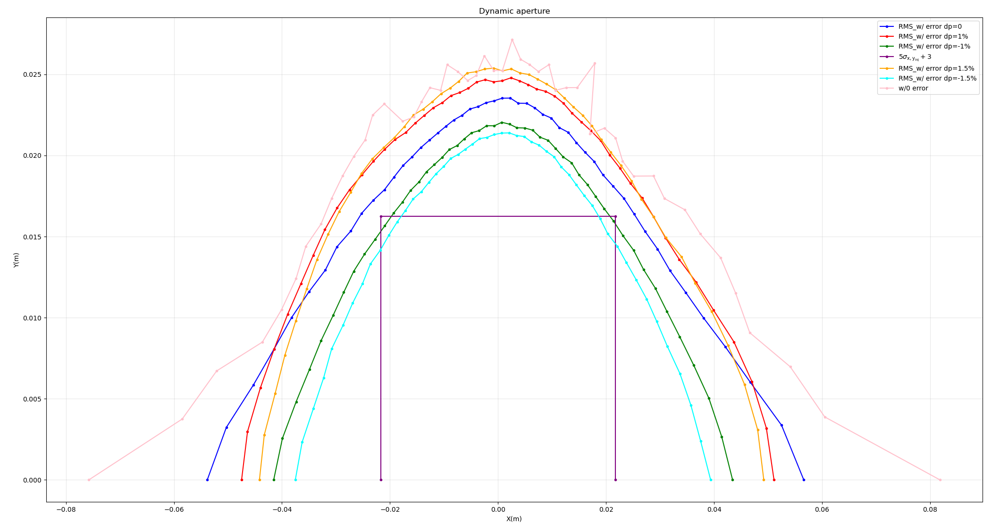 Dynamic aperture
RMS_w/ error dp=0
RMS_w/ error dp=1%
RMS_w/ error dp=-1%
5σx,yinj + 3
RMS_w/ error dp=1.5%
RMS_w/ error dp=-1.5%
w/0 error
0.025
0.020
0.015
0.010
0.005
0.000
Y(m)
−0.08 −0.06 −0.04 −0.02 0.00 0.02 0.04 0.06 0.08
X(m)